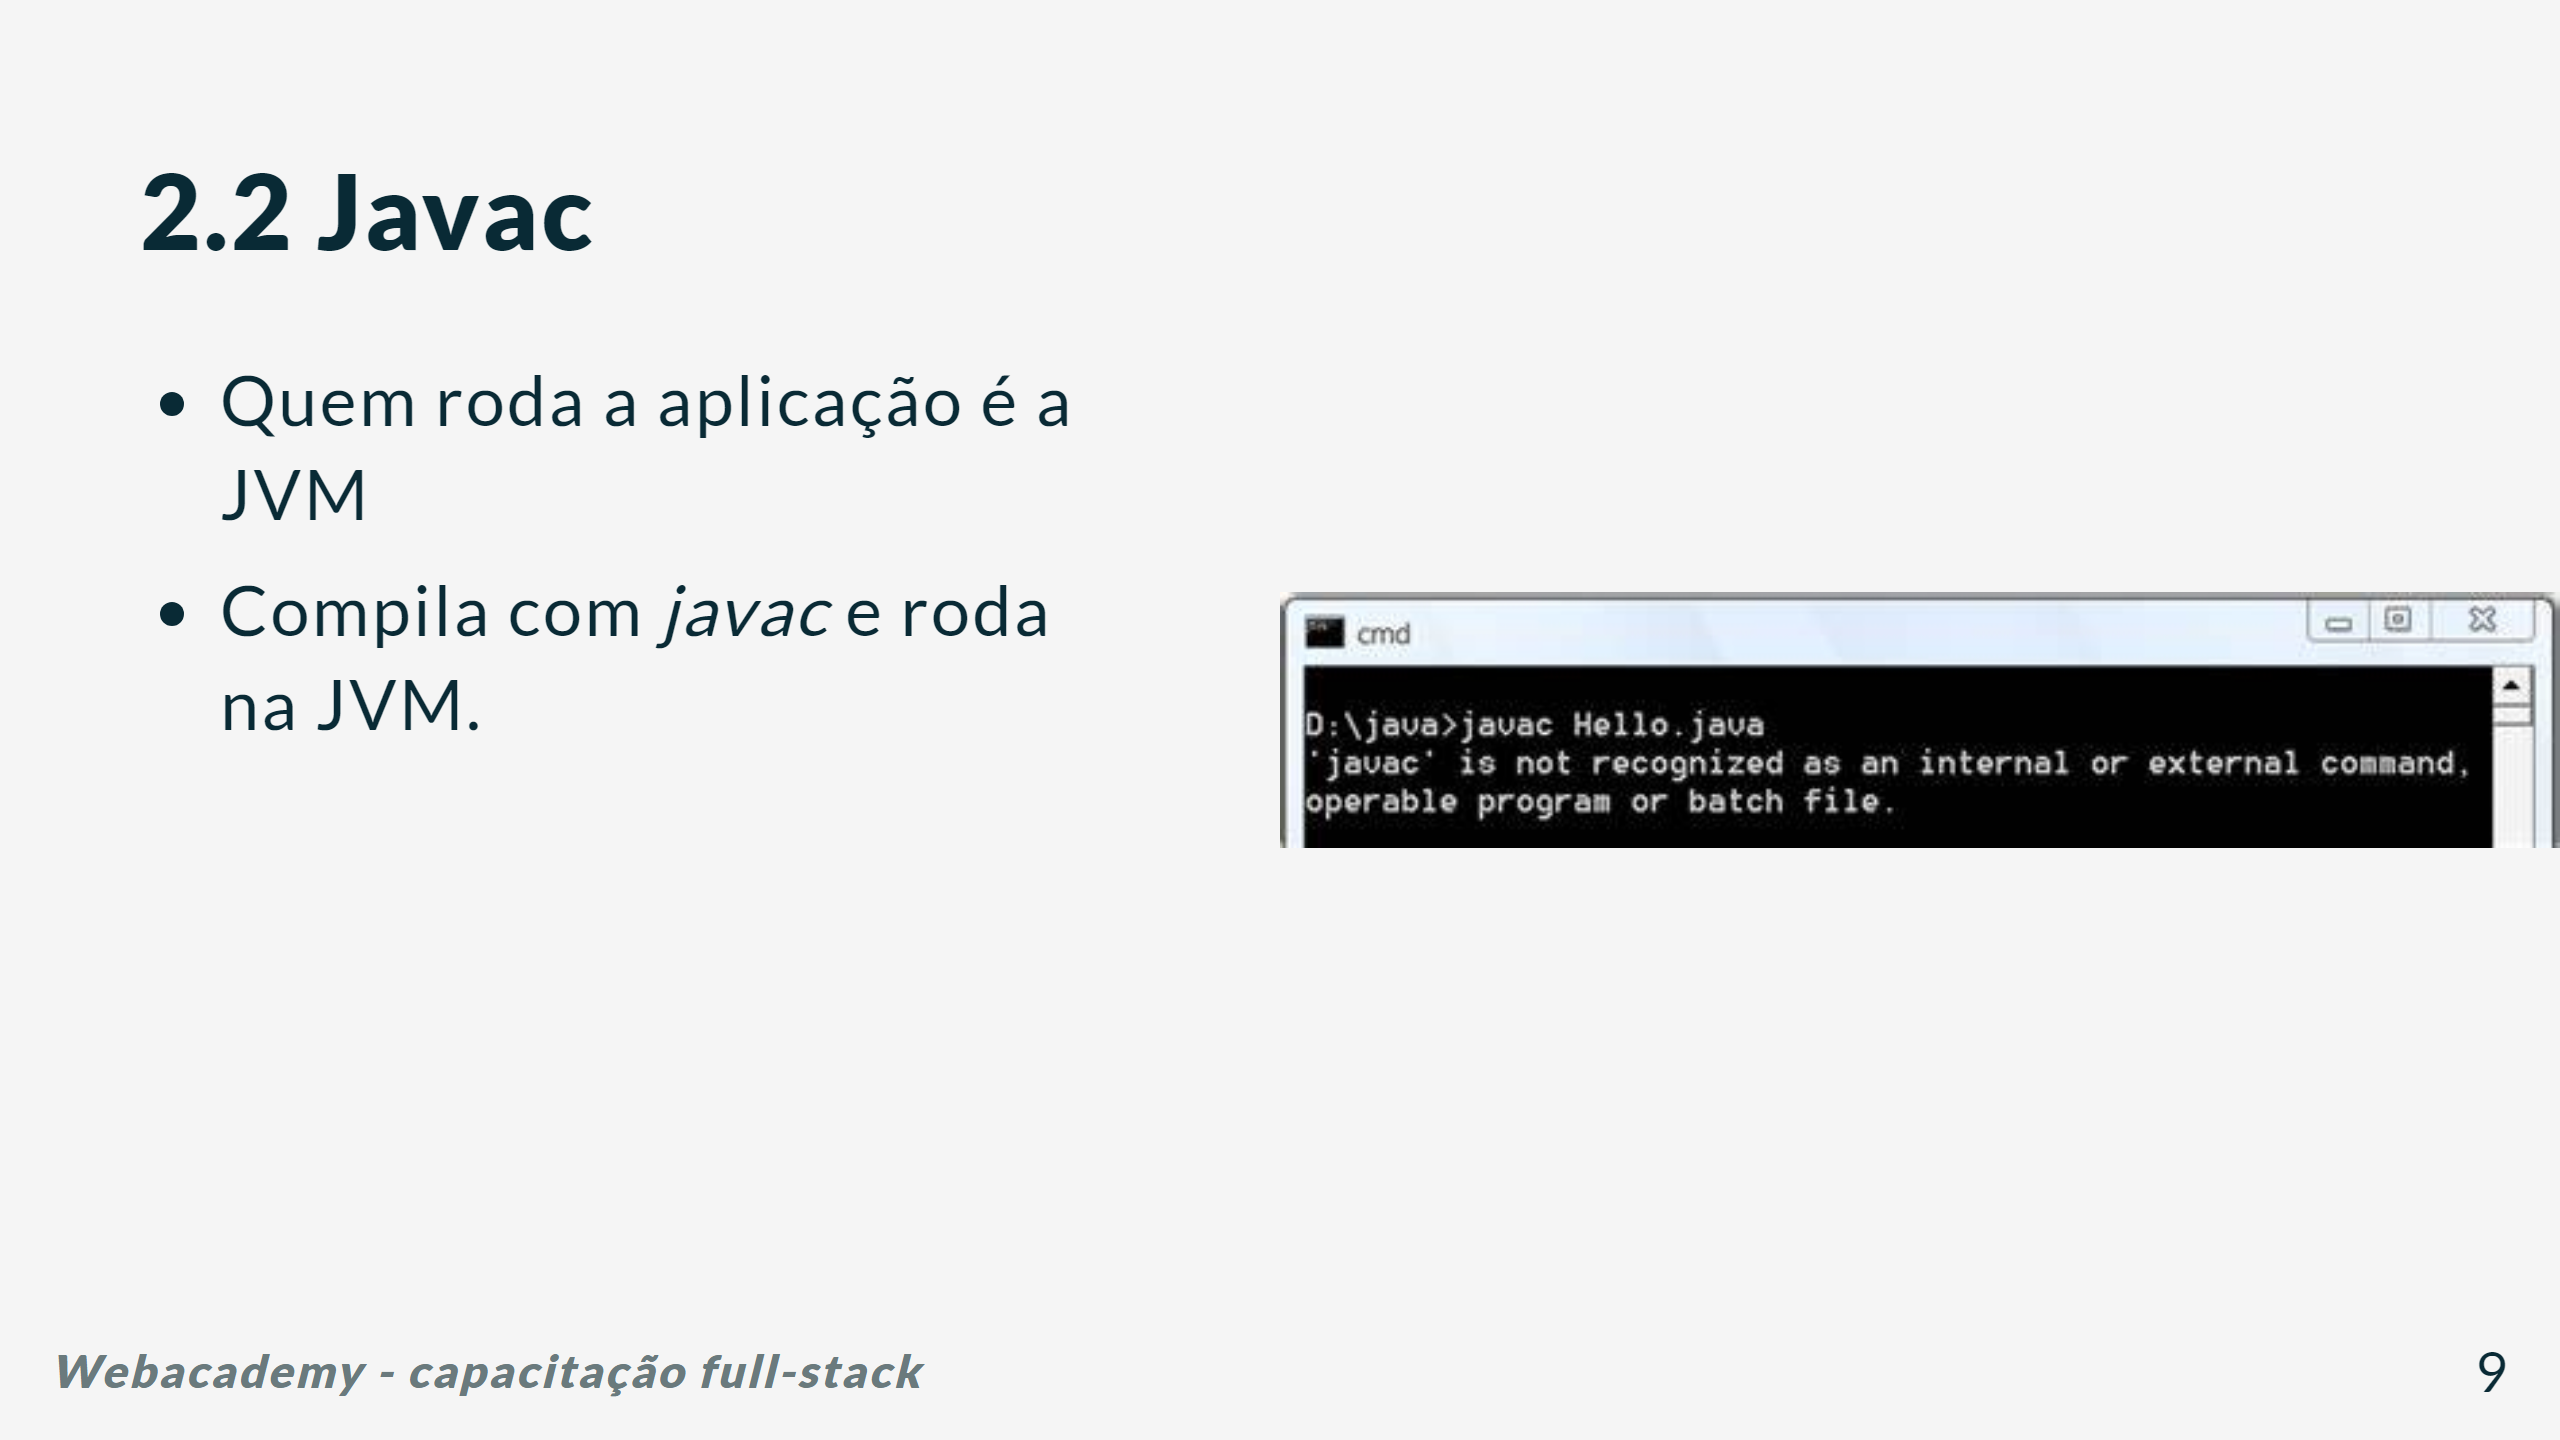 2.2 Javac
• Quem roda a aplicação é a
JVM
• Compila com javac e roda
na JVM.
cmd
D:\java>javac Hello.java
'javac' is not recognized as an internal or external command,
operable program or batch file.
Webacademy - capacitação full-stack
9